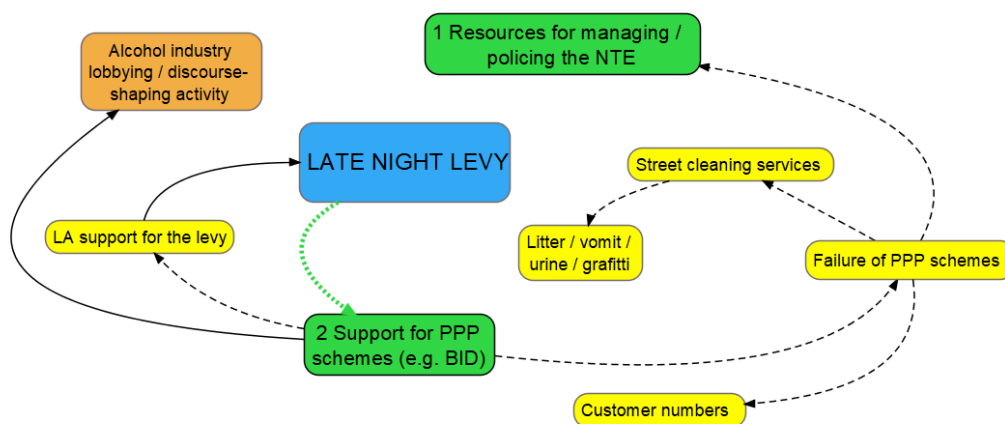 1 Resources for managing /
policing the NTE
Alcohol industry
lobbying / discourse-
shaping activity
LATE NIGHT LEVY
Street cleaning services
LA support for the levy
Litter / vomit /
urine / grafitti
Failure of PPP schemes
2 Support for PPP
schemes (e.g. BID)
Customer numbers